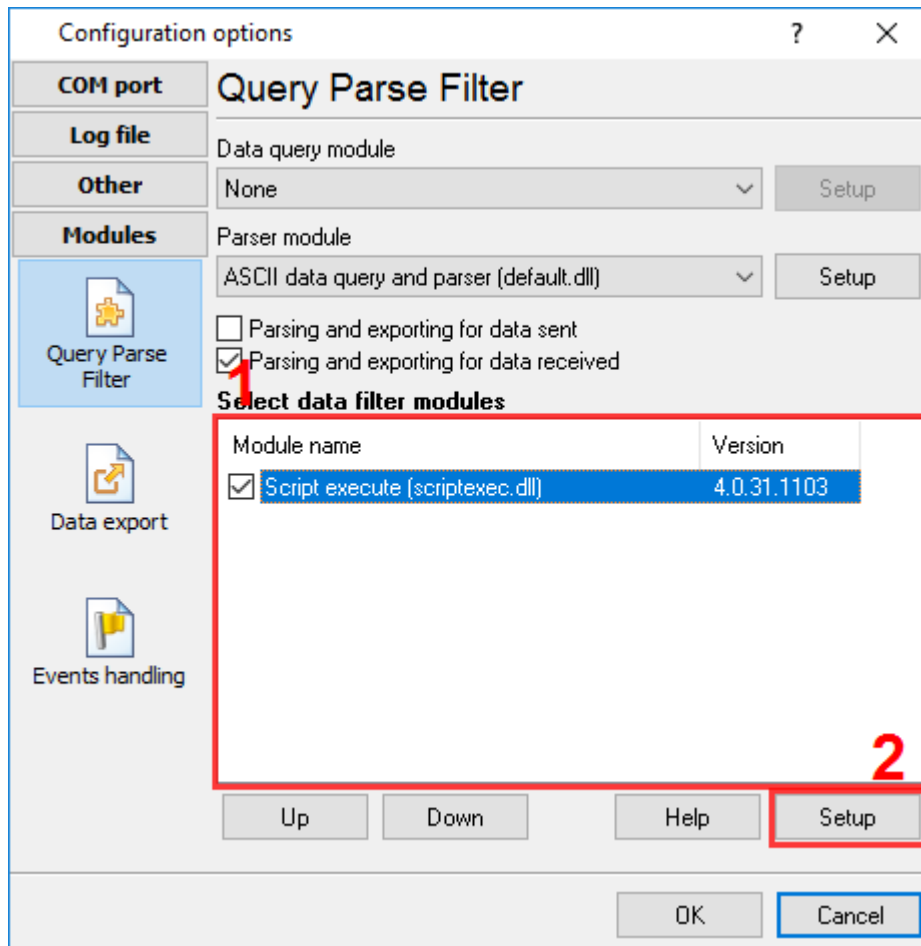 Configuration options
?
COM port
Log file
Other
Modules
Query Parse
Filter
Data export
Events handling
Query Parse Filter
Data query module
None
Setup
Parser module
ASCII data query and parser (default.dll)
Setup
Parsing and exporting for data sent
Parsing and exporting for data received
1
Select data filter modules
Module name Version
Script execute (scriptexec.dll) 4.0.31.1103
2
Up Down Help Setup
OK Cancel